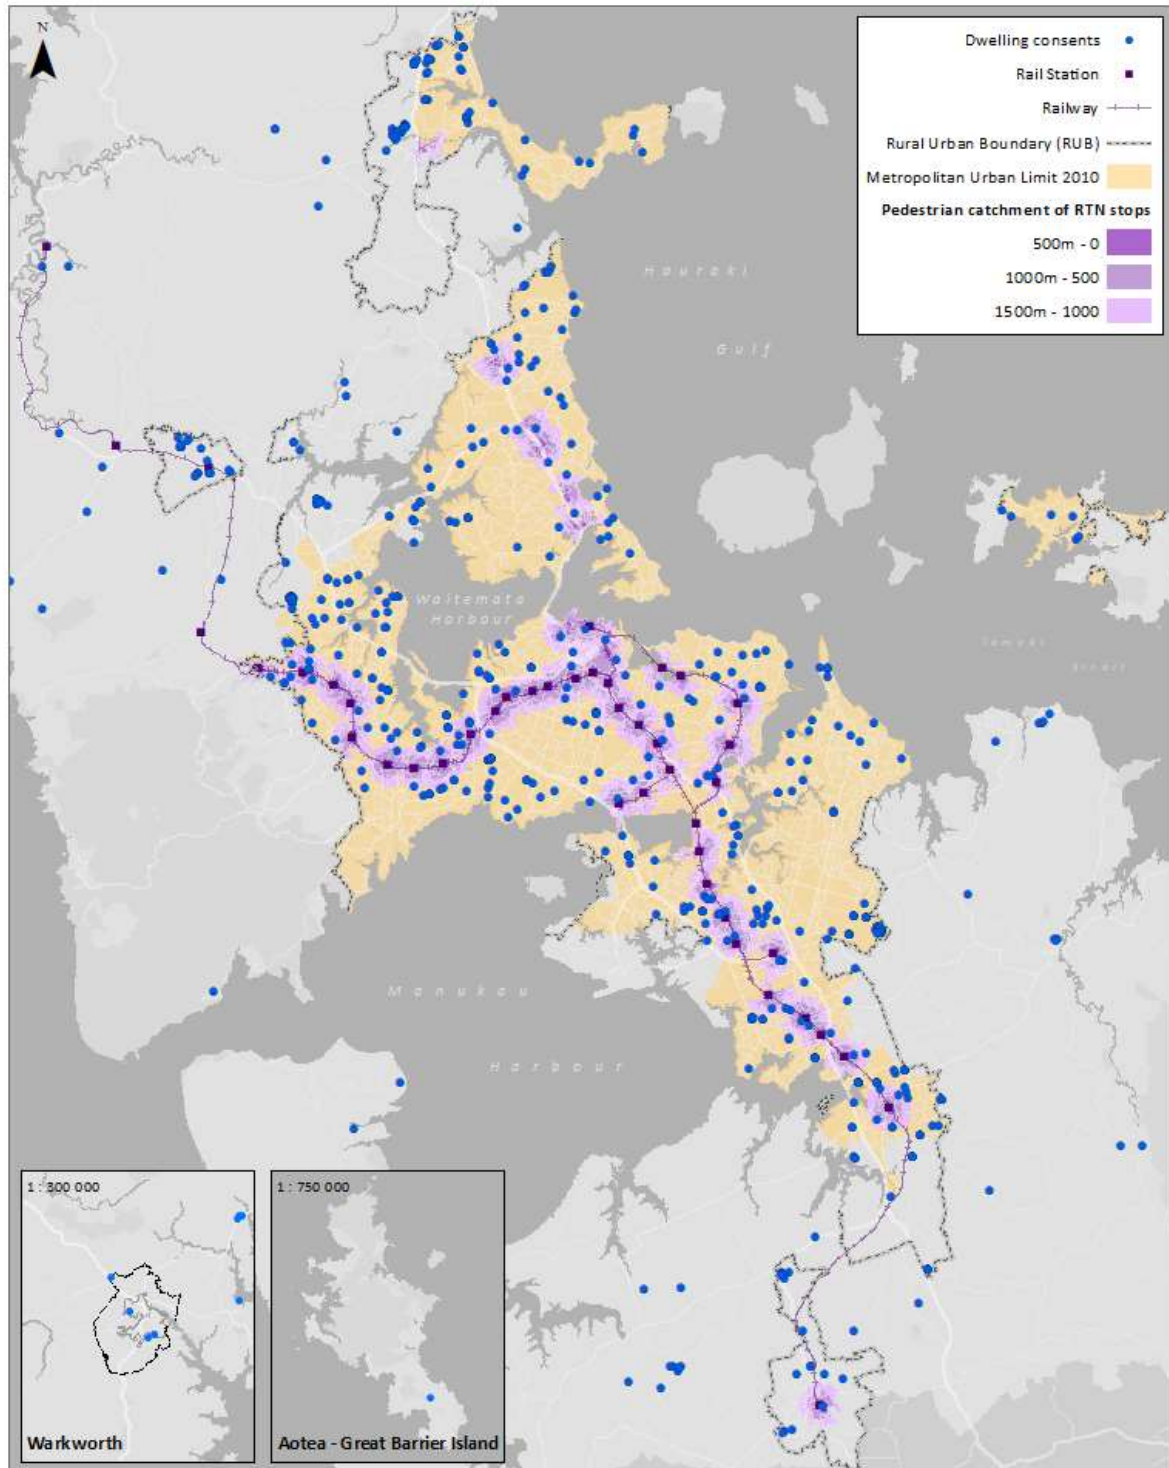 N
Dwelling consents
Rail Station
Railway
Rural Urban Boundary (RUB)
Metropolitan Urban Limit 2010
Pedestrian catchment of RTN stops
500m - 0
1000m - 500
1500m - 1000
Hauraki
Gulf
Waitemata
Harbour
Tamaki
Strait
Manukau
Harbour
1 : 300 000
Warkworth
1 : 750 000
Aotea - Great Barrier Island